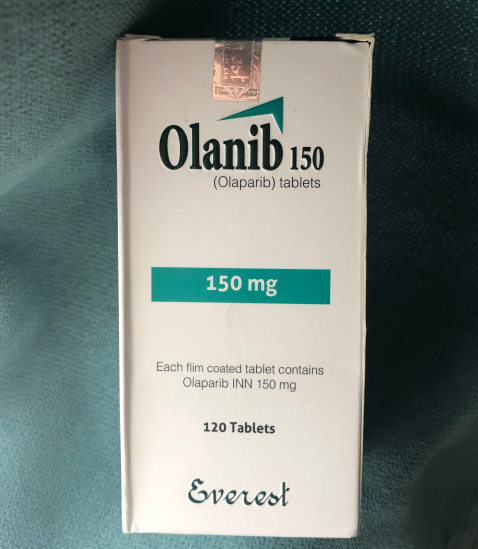 Olanib 150
(Olaparib) tablets
150 mg
Each flim coated tablet contains
Olaparib INN 150 mg
120 Tablets
Everest